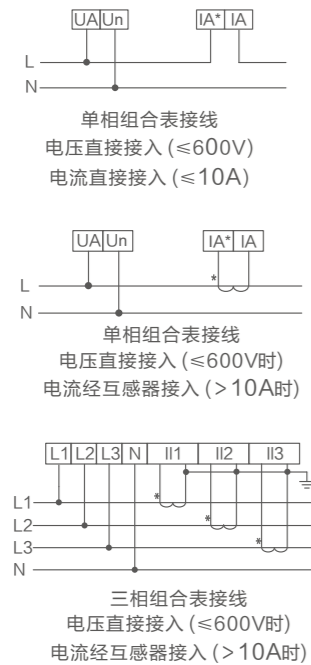 UA Un IA* IA
L
N
单相组合表接线
电压直接接入 (≤600V)
电流直接接入 (≤10A)
UA Un IA* IA
*
L
N
单相组合表接线
电压直接接入 (≤600V时)
电流经互感器接入 (>10A时)
L1 L2 L3 N Il1 Il2 Il3
L1 *
L2 *
L3 *
N
三相组合表接线
电压直接接入 (≤600V时)
电流经互感器接入 (>10A时)